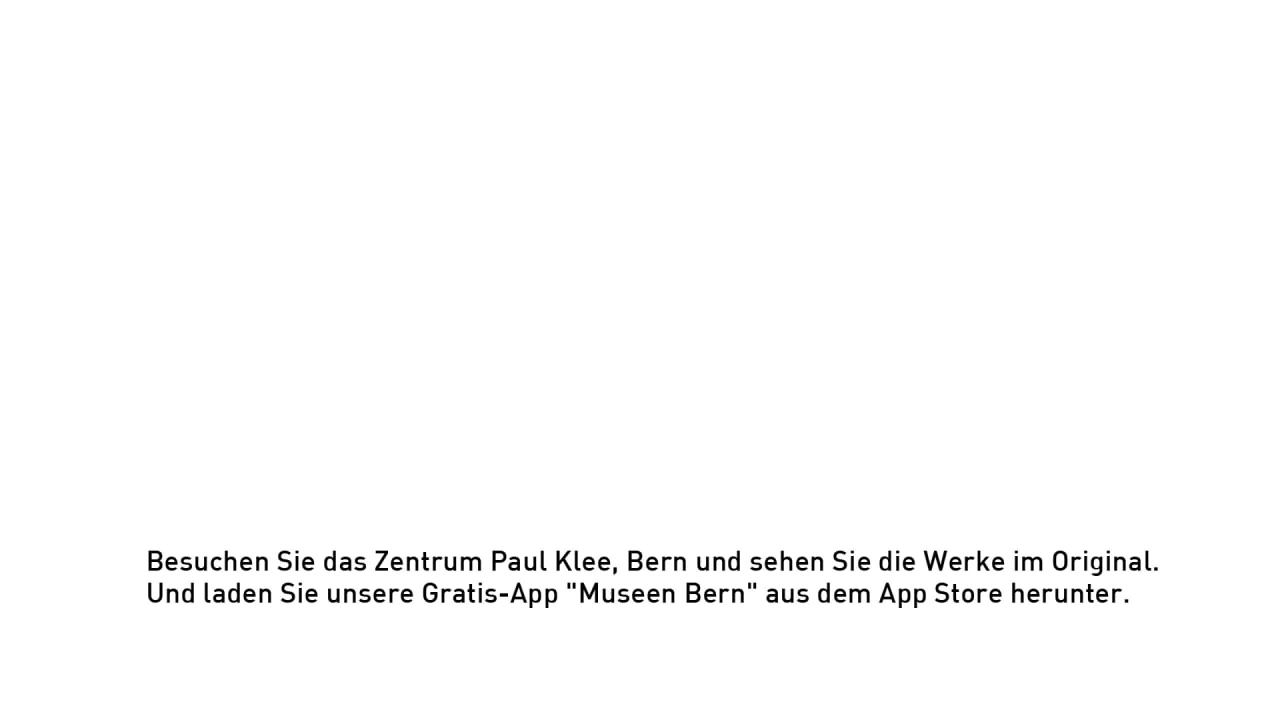 Besuchen Sie das Zentrum Paul Klee, Bern und sehen Sie die Werke im Original.
Und laden Sie unsere Gratis-App "Museen Bern" aus dem App Store herunter.